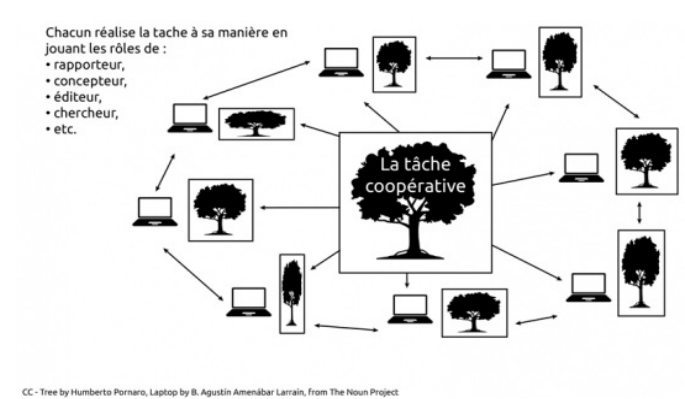 Chacun réalise la tache à sa manière en
jouant les rôles de :
• rapporteur,
• concepteur,
• éditeur,
• chercheur,
• etc.
La tâche
coopérative
CC - Tree by Humberto Pornaro, Laptop by B. Agustín Amenábar Larraín, from The Noun Project